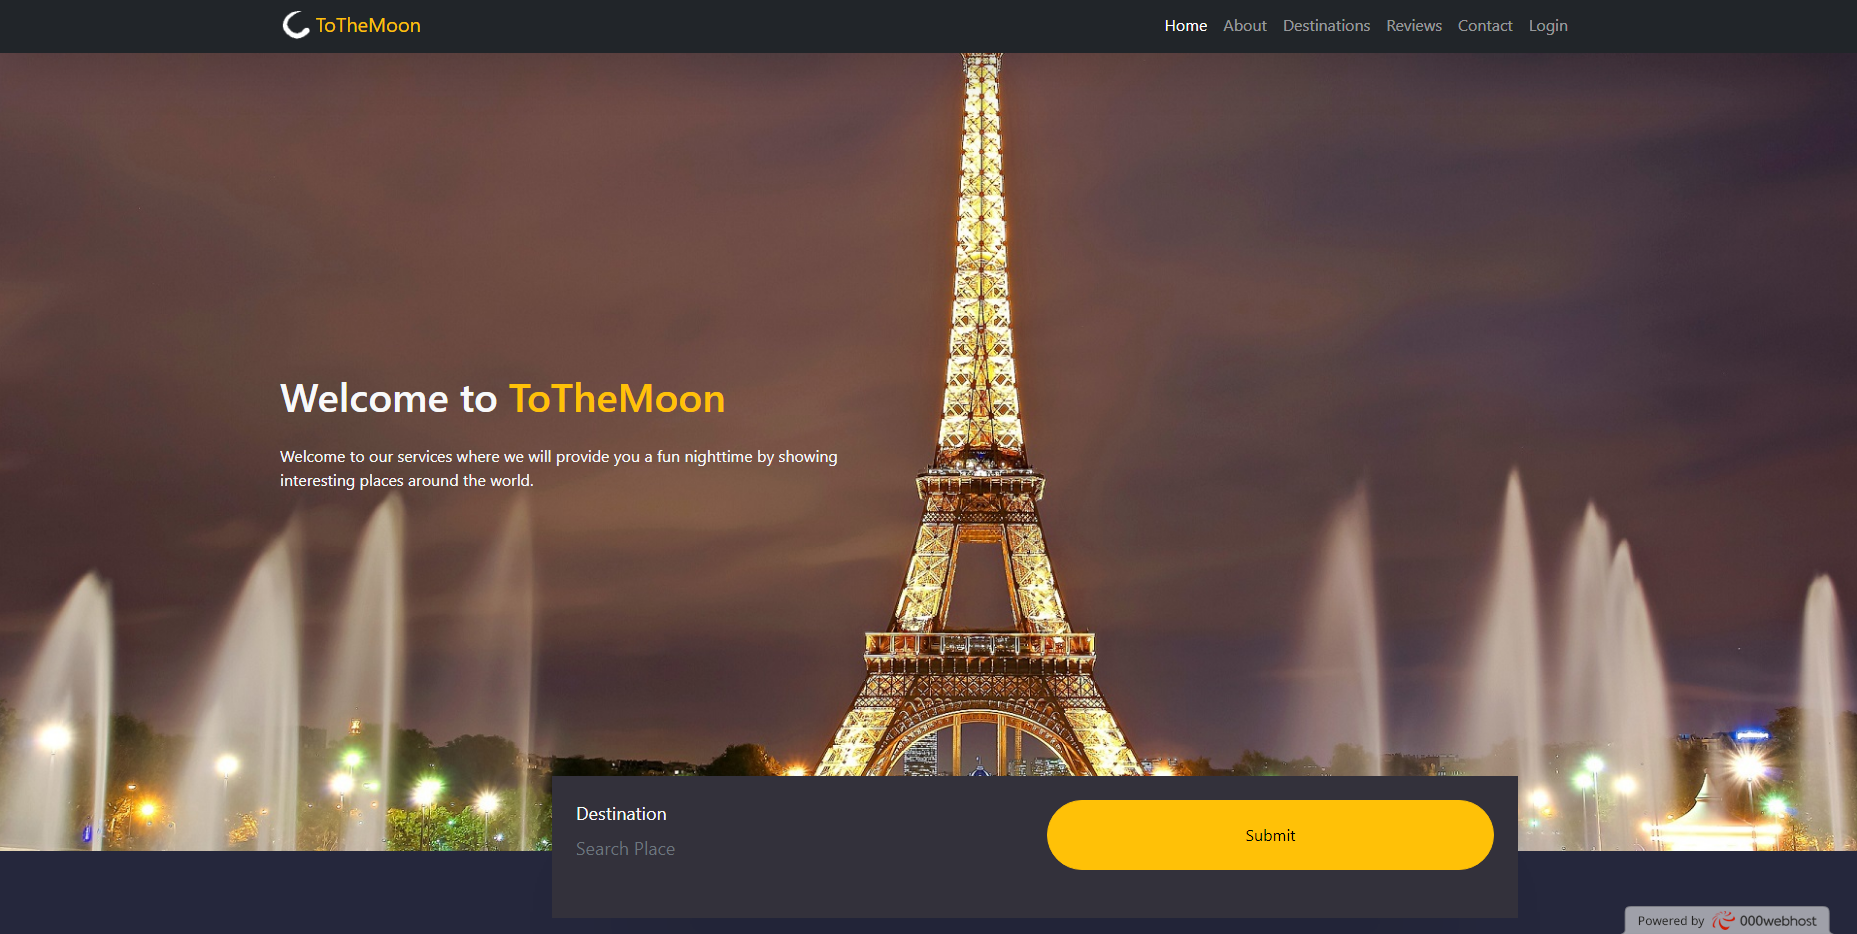 ToTheMoon
Home About Destinations Reviews Contact Login
Welcome to ToTheMoon
Welcome to our services where we will provide you a fun nighttime by showing
interesting places around the world.
Destination
Search Place
Submit
Powered by 000webhost